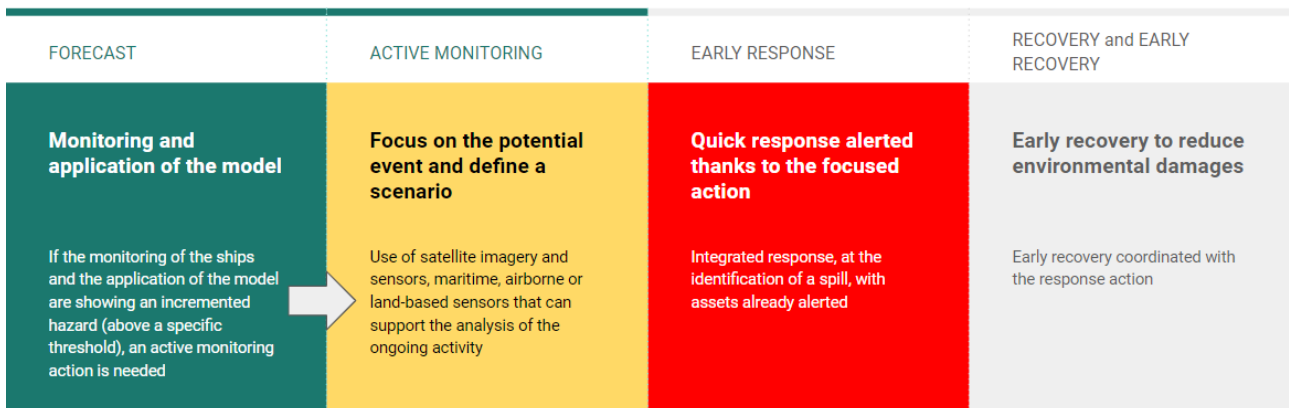 FORECAST
Monitoring and
application of the model
If the monitoring of the ships
and the application of the model
are showing an incremented
hazard (above a specific
threshold), an active monitoring
action is needed
ACTIVE MONITORING
Focus on the potential
event and define a
scenario
Use of satellite imagery and
sensors, maritime, airborne or
land-based sensors that can
support the analysis of the
ongoing activity
EARLY RESPONSE
Quick response alerted
thanks to the focused
action
Integrated response, at the
identification of a spill, with
assets already alerted
RECOVERY and EARLY
RECOVERY
Early recovery to reduce
environmental damages
Early recovery coordinated with
the response action